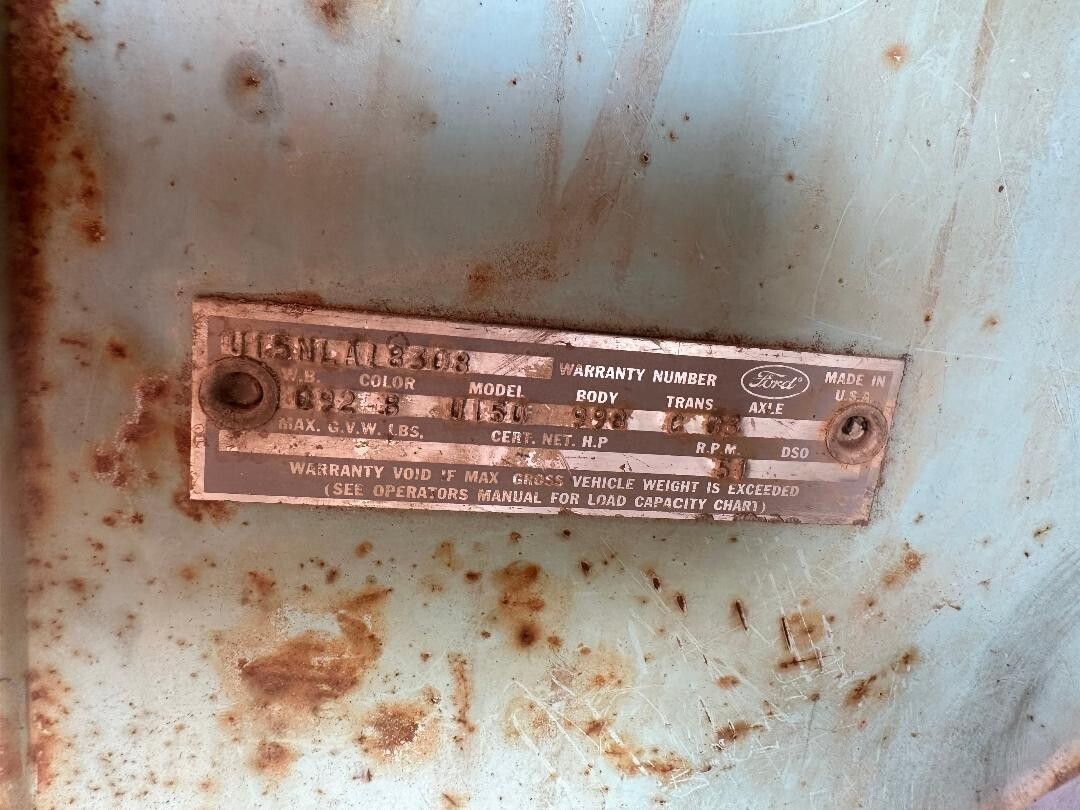 U15NLA18308
WARRANTY NUMBER Ford MADE IN U.S.A.
W.B. COLOR MODEL BODY TRANS AXLE
092 U150 998
MAX. G.V.W. LBS. CERT. NET. H.P R.P.M. DSO
WARRANTY VOID IF MAX GROSS VEHICLE WEIGHT IS EXCEEDED
(SEE OPERATORS MANUAL FOR LOAD CAPACITY CHART)